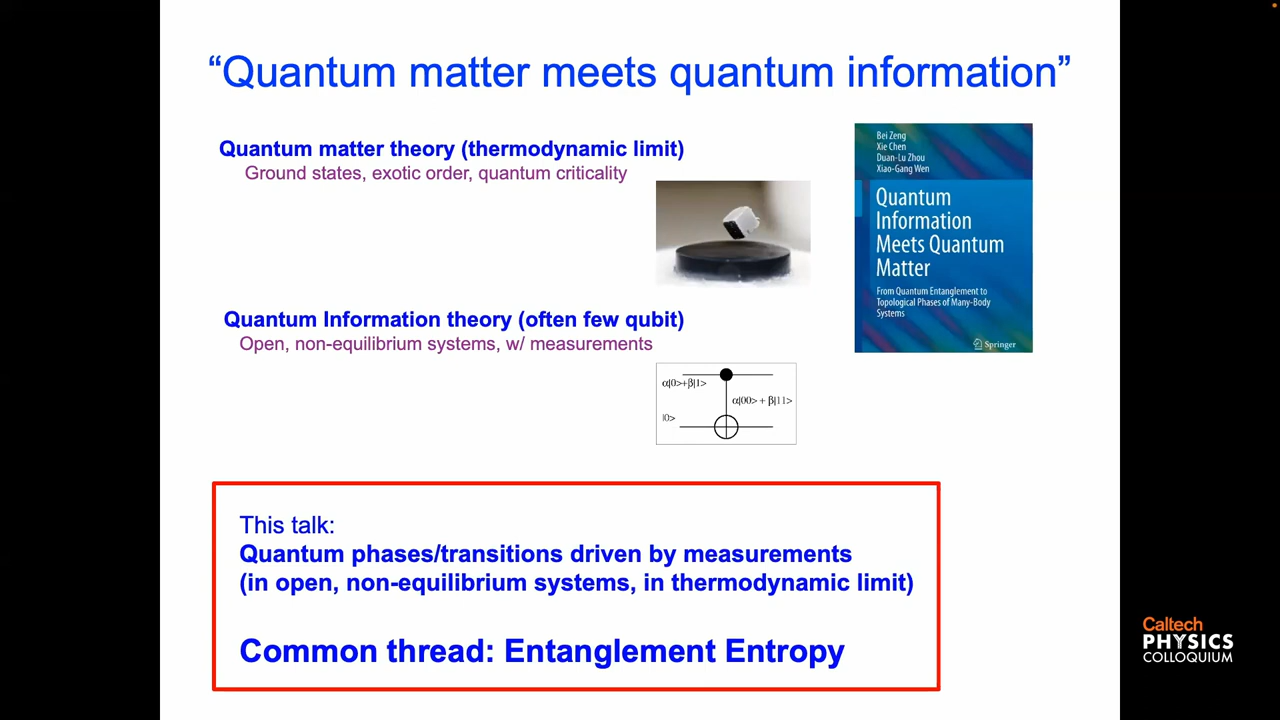 “Quantum matter meets quantum information”
Quantum matter theory (thermodynamic limit)
Ground states, exotic order, quantum criticality
Bei Zeng
Xie Chen
Duan-Lu Zhou
Xiao-Gang Wen
Quantum
Information
Meets Quantum
Matter
From Quantum Entanglement to
Topological Phases of Many-Body
Systems
Springer
Quantum Information theory (often few qubit)
Open, non-equilibrium systems, w/ measurements
α|0>+β|1>
α|00> + β|11>
|0>
This talk:
Quantum phases/transitions driven by measurements
(in open, non-equilibrium systems, in thermodynamic limit)
Common thread: Entanglement Entropy
Caltech
PHYSICS
COLLOQUIUM